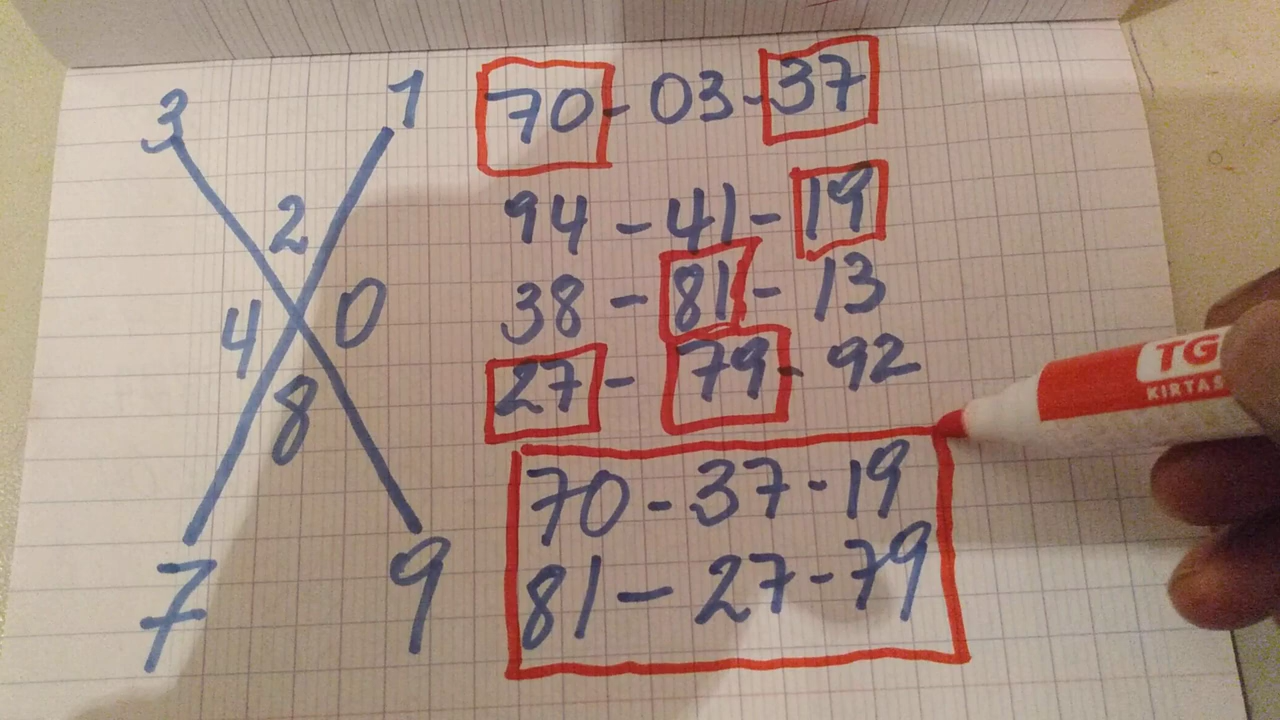 3 1
2
4 0
8
7 9
70 - 03 - 37
94 - 41 - 19
38 - 81 - 13
27 - 79 - 92
70 - 37 - 19
81 - 27 - 79
TG
KIRTAS